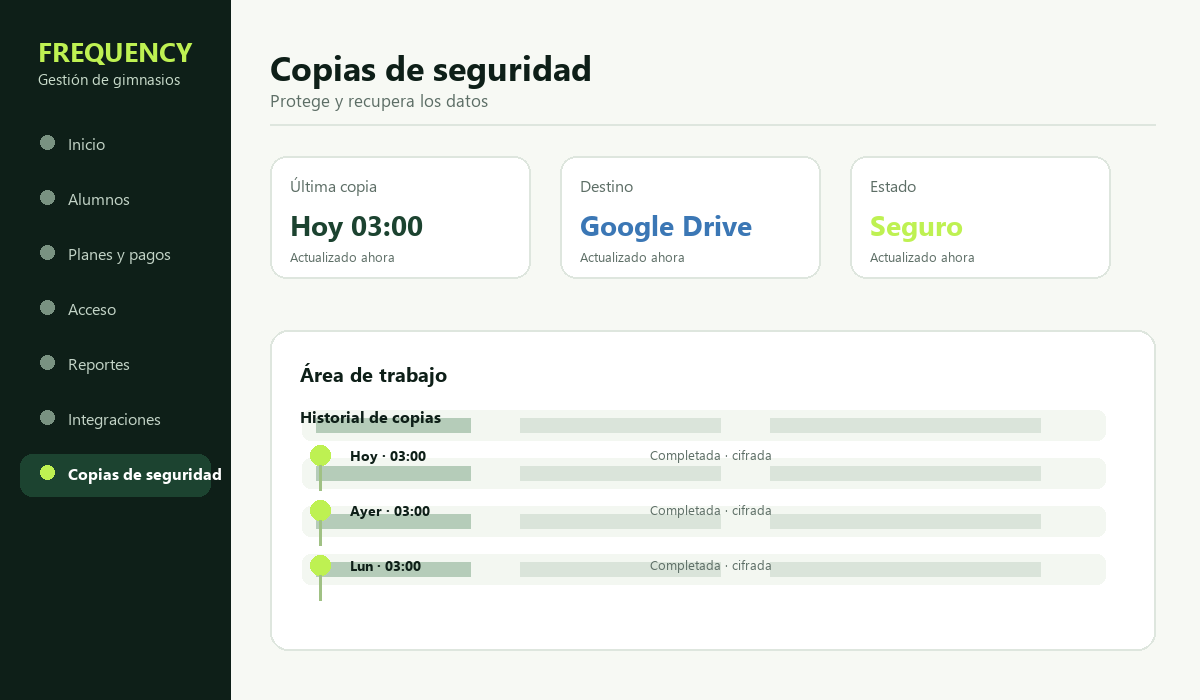 FREQUENCY
Gestión de gimnasios
Inicio
Alumnos
Planes y pagos
Acceso
Reportes
Integraciones
Copias de seguridad
Copias de seguridad
Protege y recupera los datos
Última copia
Hoy 03:00
Actualizado ahora
Destino
Google Drive
Actualizado ahora
Estado
Seguro
Actualizado ahora
Área de trabajo
Historial de copias
Hoy · 03:00 Completada · cifrada
Ayer · 03:00 Completada · cifrada
Lun · 03:00 Completada · cifrada